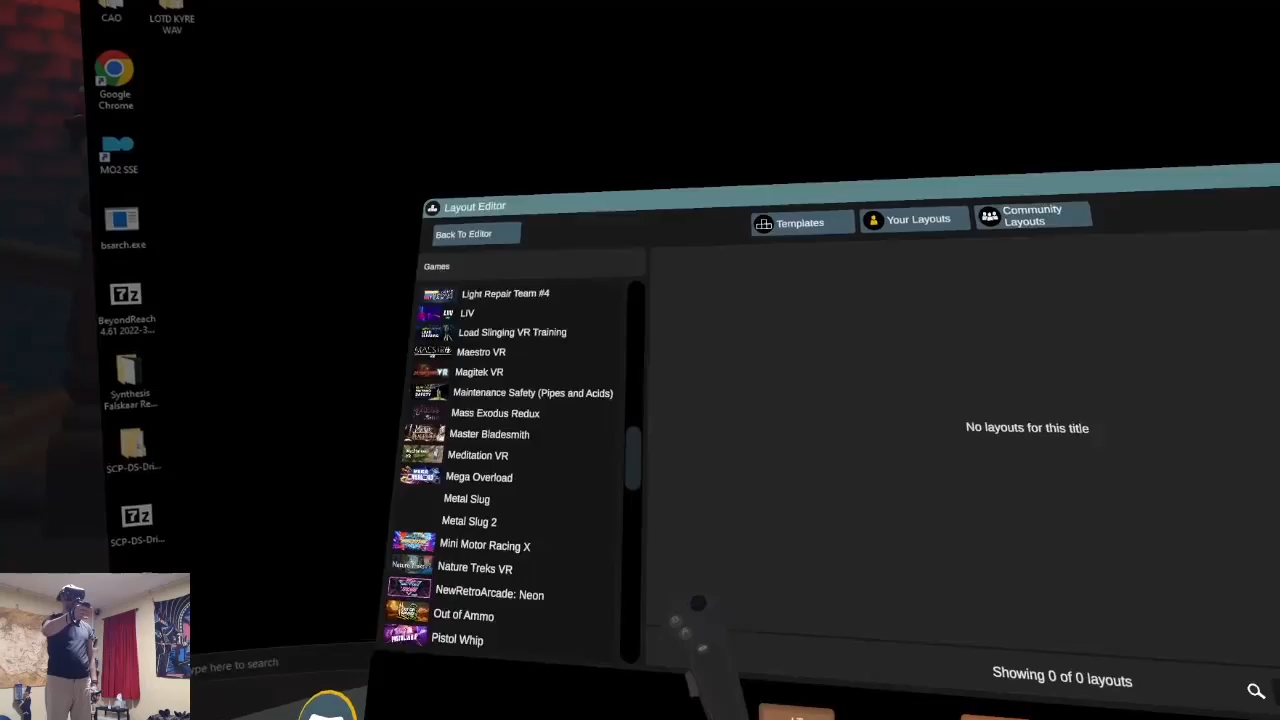 CAO
LOTD KYRE
WAV
Google
Chrome
MO2 SSE
bsarch.exe
BeyondReach
4.61 2022-3...
Synthesis
Falskaar Re...
SCP-DS-Dri...
SCP-DS-Dri...
ype here to search
Layout Editor
Back To Editor
Templates
Your Layouts
Community
Layouts
Games
Light Repair Team #4
LIV
Load Slinging VR Training
Maestro VR
Magitek VR
Maintenance Safety (Pipes and Acids)
Mass Exodus Redux
Master Bladesmith
Meditation VR
Mega Overload
Metal Slug
Metal Slug 2
Mini Motor Racing X
Nature Treks VR
NewRetroArcade: Neon
Out of Ammo
Pistol Whip
No layouts for this title
Showing 0 of 0 layouts